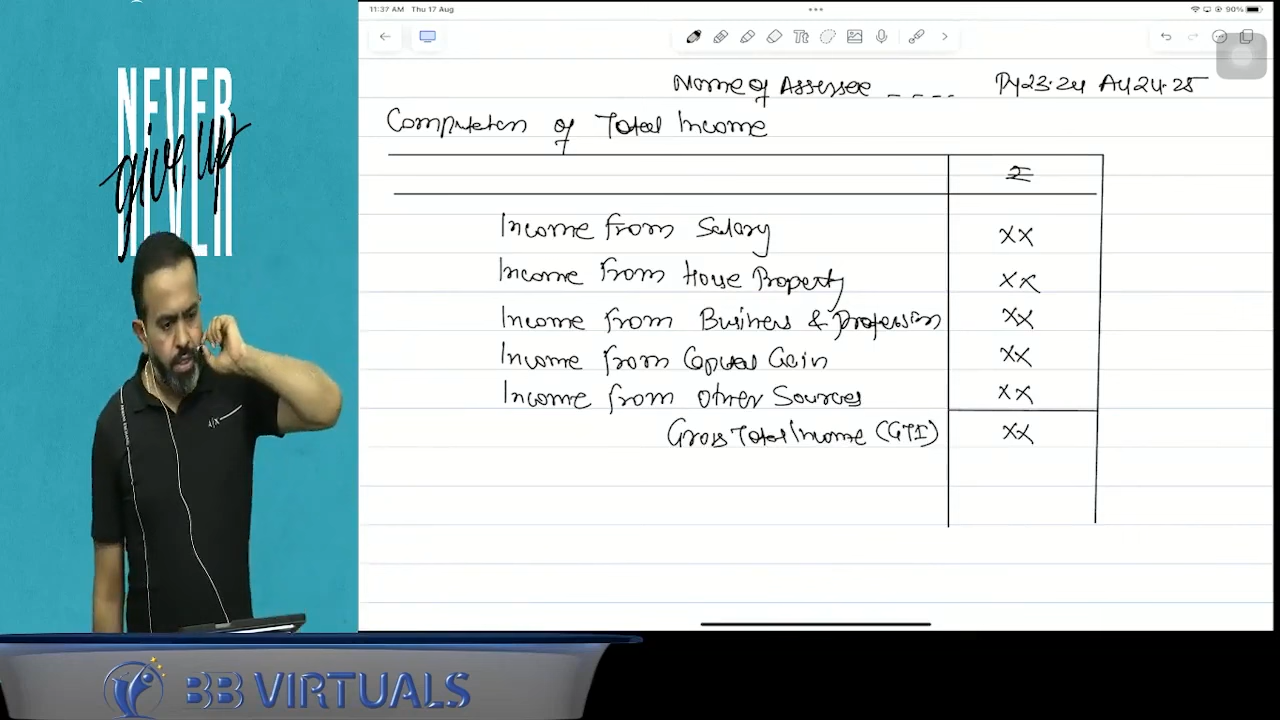 11:37 AM Thu 17 Aug
90%
NEVER
give up
NEVER
Name of Assessee ---- PY 23-24 AY 24-25
Computation of Total Income
₹
Income from Salary XX
Income from House Property XX
Income from Business & Profession XX
Income from Capital Gain XX
Income from Other Sources XX
Gross Total Income (GTI) XX
A|X
BB VIRTUALS